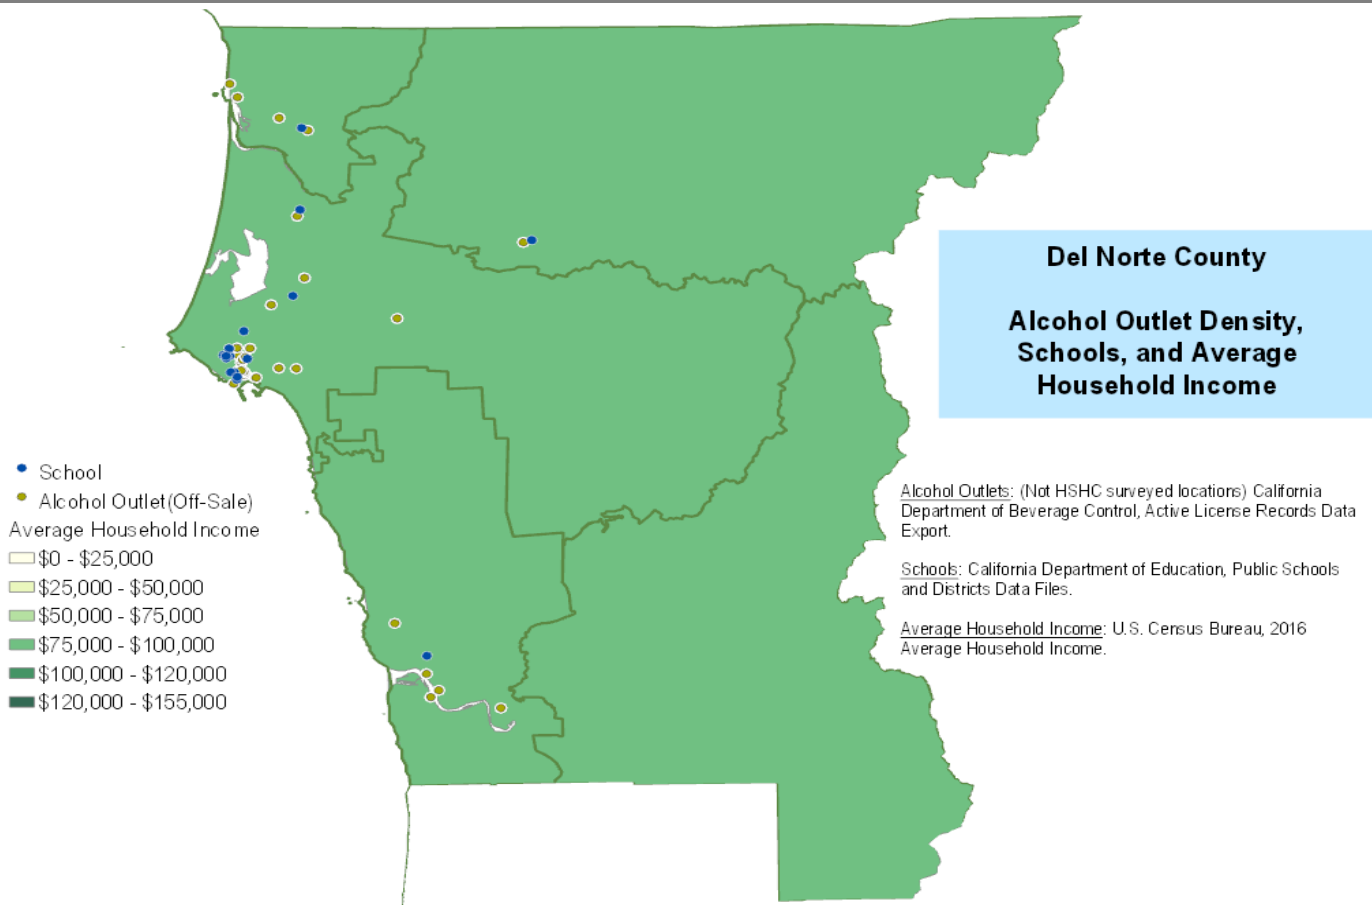 Del Norte County
Alcohol Outlet Density,
Schools, and Average
Household Income
School
Alcohol Outlet(Off-Sale)
Average Household Income
$0 - $25,000
$25,000 - $50,000
$50,000 - $75,000
$75,000 - $100,000
$100,000 - $120,000
$120,000 - $155,000
Alcohol Outlets: (Not HSHC surveyed locations) California
Department of Beverage Control, Active License Records Data
Export.
Schools: California Department of Education, Public Schools
and Districts Data Files.
Average Household Income: U.S. Census Bureau, 2016
Average Household Income.